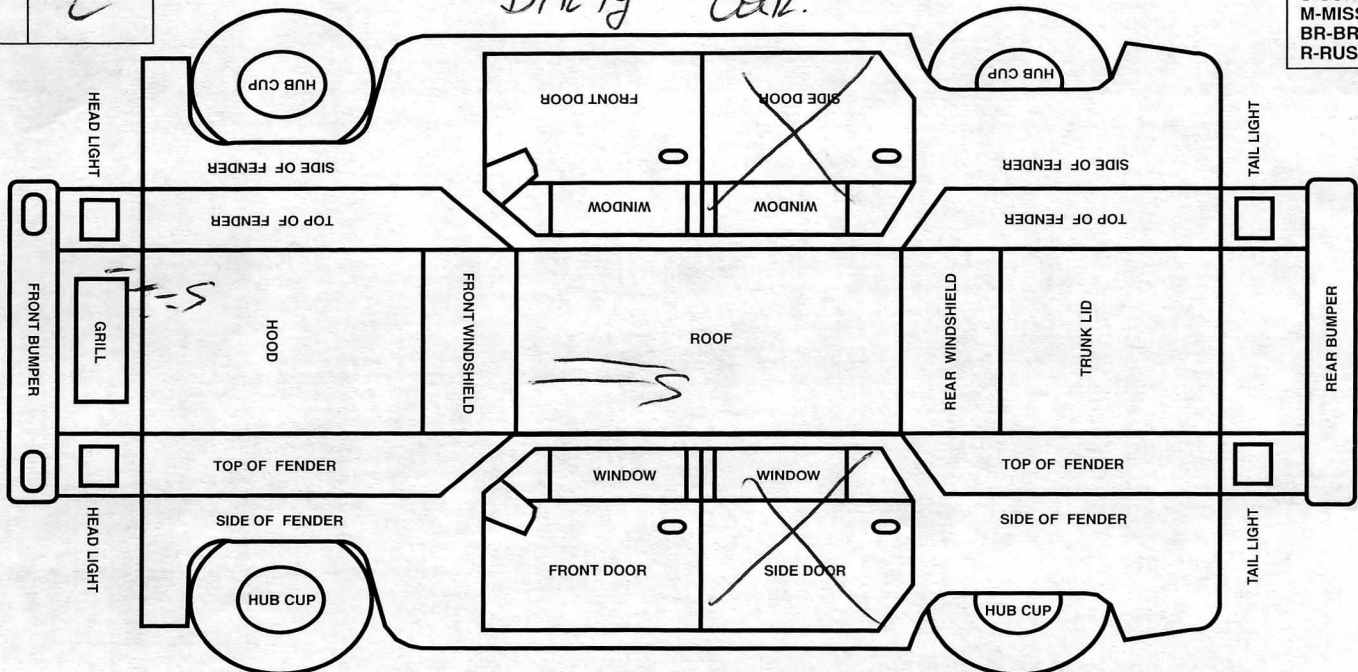 Dirty Car.
M-MISS
BR-BR
R-RUS
HUB CUP
HUB CUP
FRONT DOOR
SIDE DOOR
HEAD LIGHT
TAIL LIGHT
SIDE OF FENDER
SIDE OF FENDER
WINDOW
WINDOW
TOP OF FENDER
TOP OF FENDER
FRONT BUMPER
GRILL
S
HOOD
FRONT WINDSHIELD
ROOF
S
REAR WINDSHIELD
TRUNK LID
REAR BUMPER
TOP OF FENDER
WINDOW
WINDOW
TOP OF FENDER
SIDE OF FENDER
SIDE OF FENDER
HEAD LIGHT
FRONT DOOR
SIDE DOOR
TAIL LIGHT
HUB CUP
HUB CUP